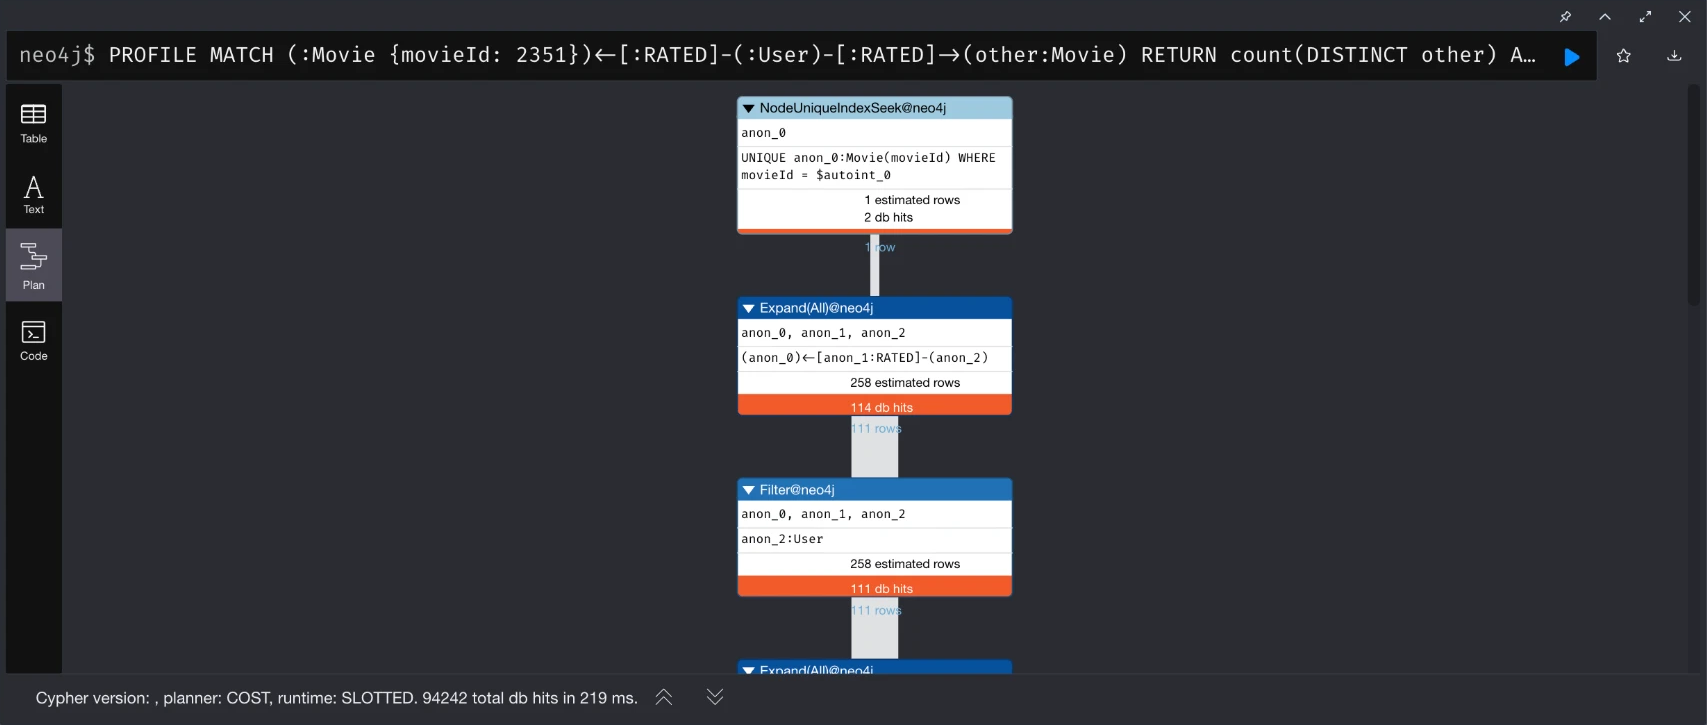 neo4j$ PROFILE MATCH (:Movie {movieId: 2351})<-[:RATED]-(:User)-[:RATED]->(other:Movie) RETURN count(DISTINCT other) A…
Table
Text
Plan
Code
NodeUniqueIndexSeek@neo4j
anon_0
UNIQUE anon_0:Movie(movieId) WHERE
movieId = $autoint_0
1 estimated rows
2 db hits
1 row
Expand(All)@neo4j
anon_0, anon_1, anon_2
(anon_0)<-[anon_1:RATED]-(anon_2)
258 estimated rows
114 db hits
111 rows
Filter@neo4j
anon_0, anon_1, anon_2
anon_2:User
258 estimated rows
111 db hits
111 rows
Expand(All)@neo4j
Cypher version: , planner: COST, runtime: SLOTTED. 94242 total db hits in 219 ms.